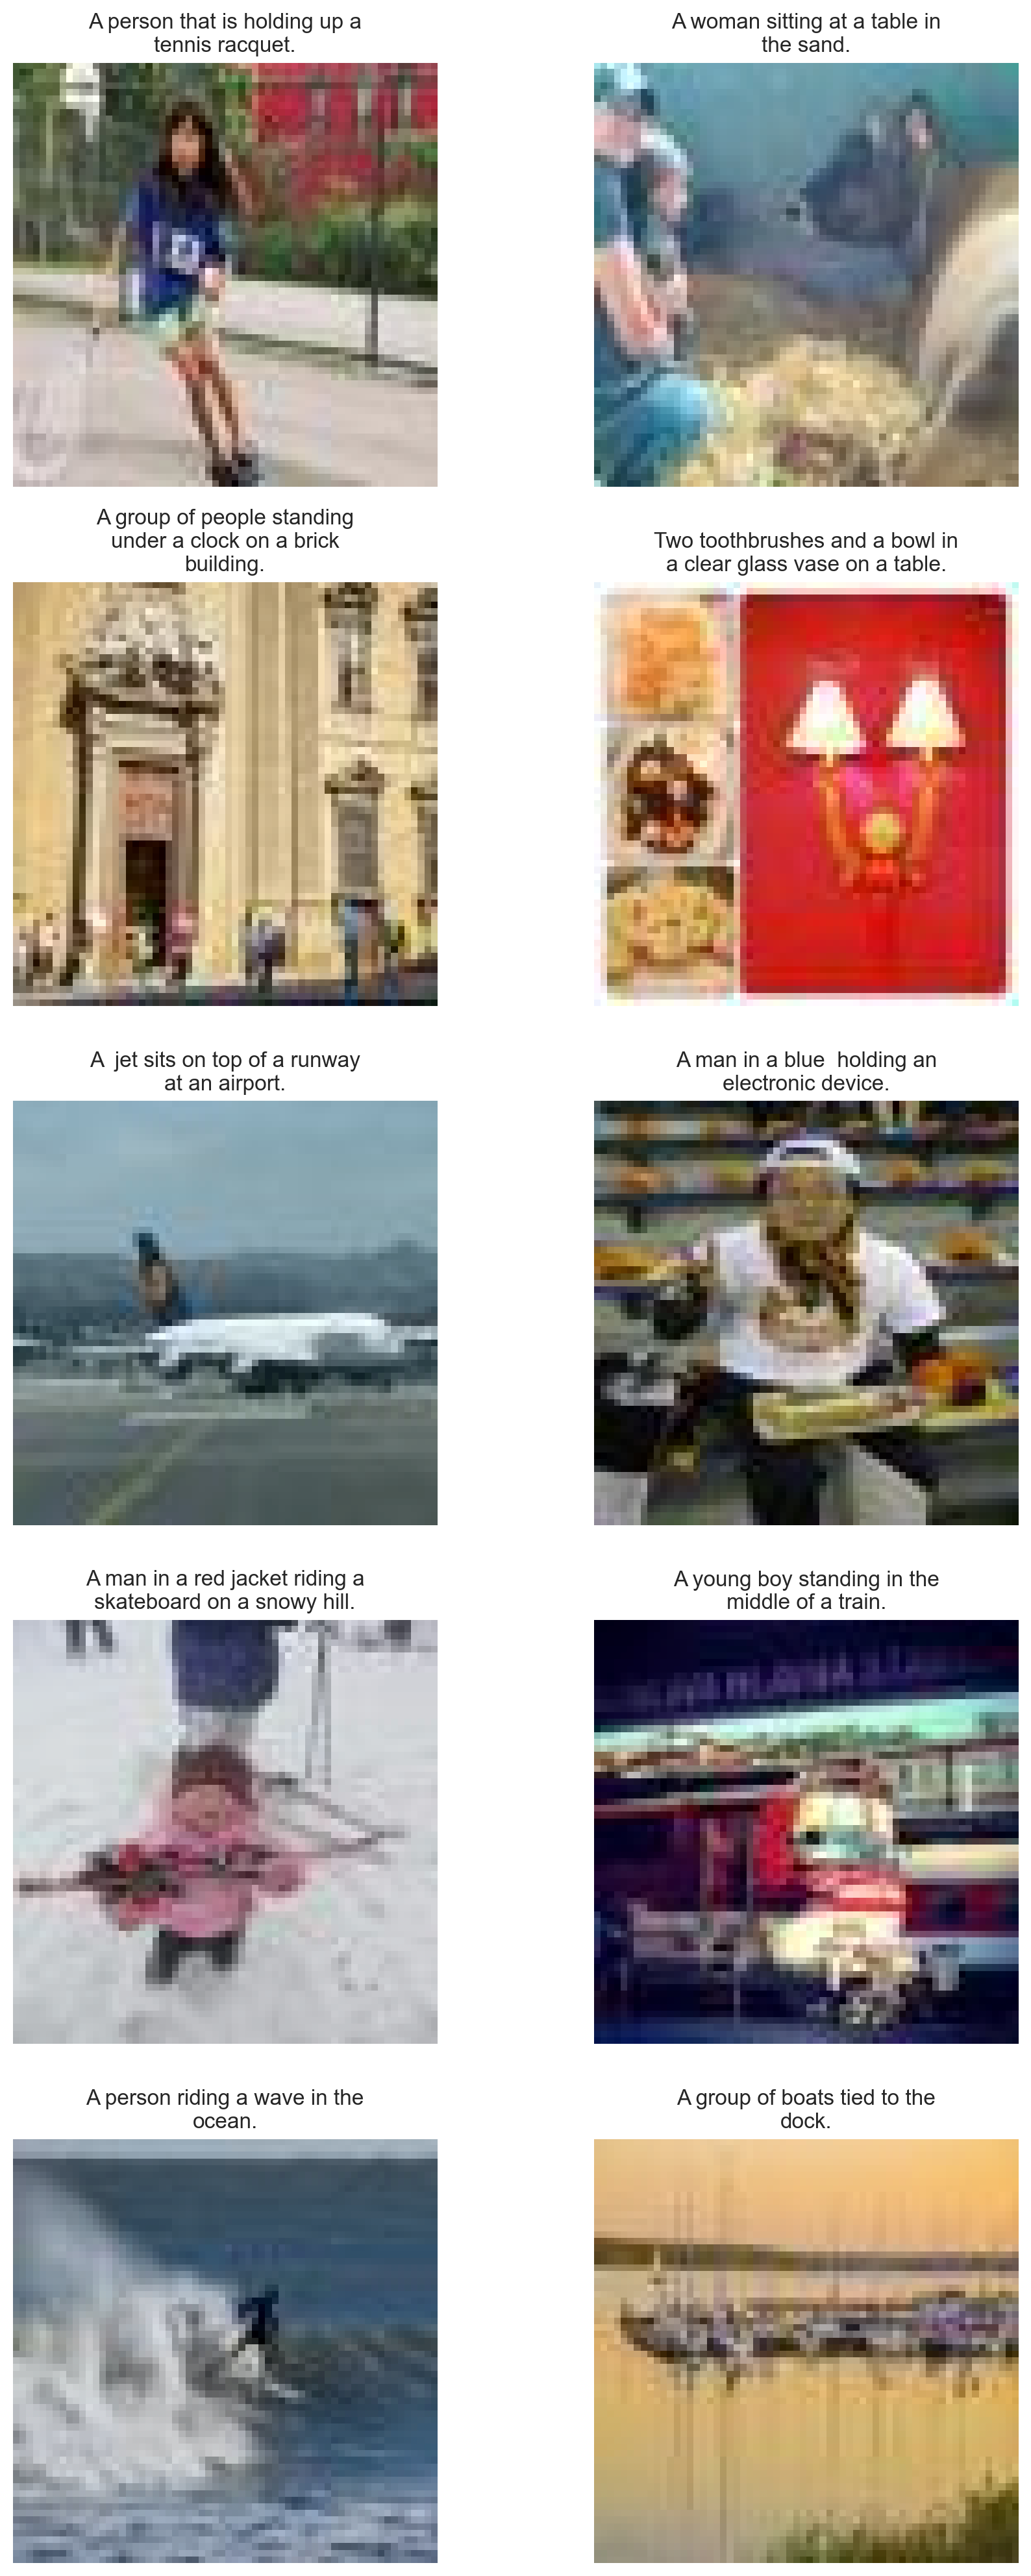 A person that is holding up a
tennis racquet.
A woman sitting at a table in
the sand.
A group of people standing
under a clock on a brick
building.
Two toothbrushes and a bowl in
a clear glass vase on a table.
A  jet sits on top of a runway
at an airport.
A man in a blue  holding an
electronic device.
A man in a red jacket riding a
skateboard on a snowy hill.
A young boy standing in the
middle of a train.
A person riding a wave in the
ocean.
A group of boats tied to the
dock.